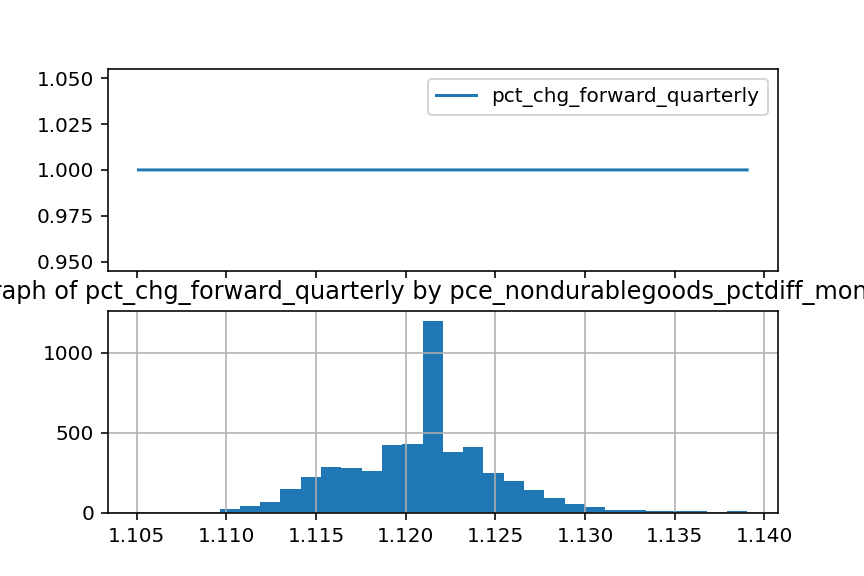 1.050
pct_chg_forward_quarterly
1.025
1.000
0.975
0.950
raph of pct_chg_forward_quarterly by pce_nondurablegoods_pctdiff_mon
1000
500
0
1.105 1.110 1.115 1.120 1.125 1.130 1.135 1.140